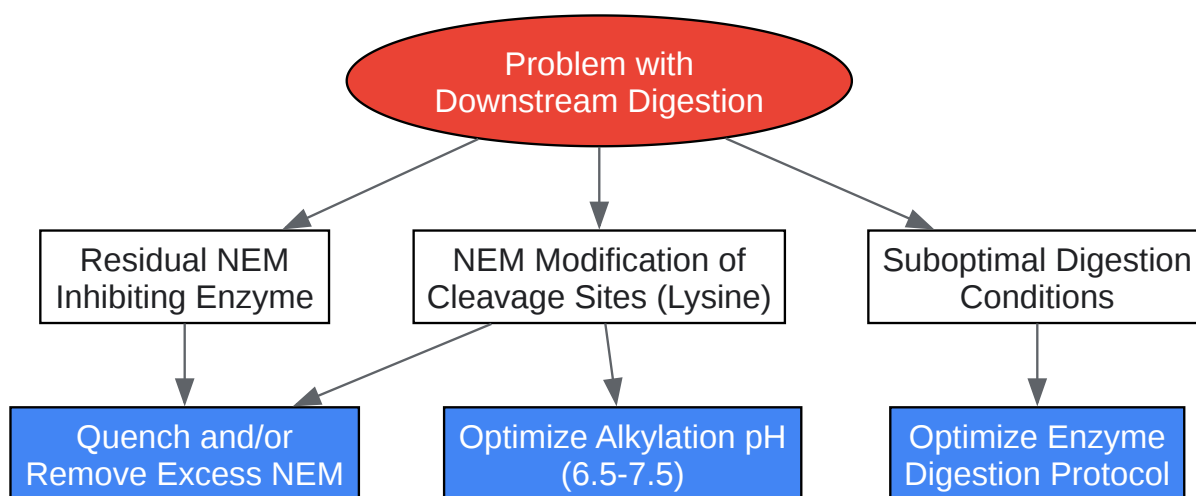 Problem with
Downstream Digestion
Residual NEM
Inhibiting Enzyme
NEM Modification of
Cleavage Sites (Lysine)
Suboptimal Digestion
Conditions
Quench and/or
Remove Excess NEM
Optimize Alkylation pH
(6.5-7.5)
Optimize Enzyme
Digestion Protocol